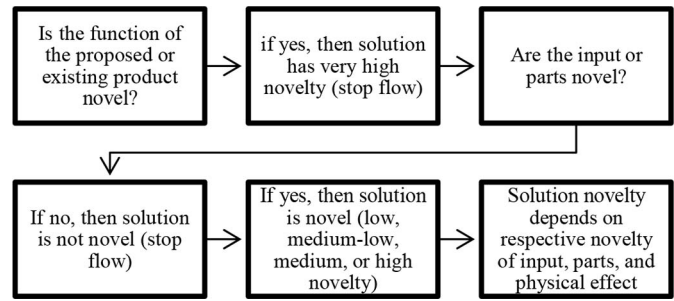 Is the function of
the proposed or
existing product
novel?
if yes, then solution
has very high
novelty (stop flow)
Are the input or
parts novel?
If no, then solution
is not novel (stop
flow)
If yes, then solution
is novel (low,
medium-low,
medium, or high
novelty)
Solution novelty
depends on
respective novelty
of input, parts, and
physical effect